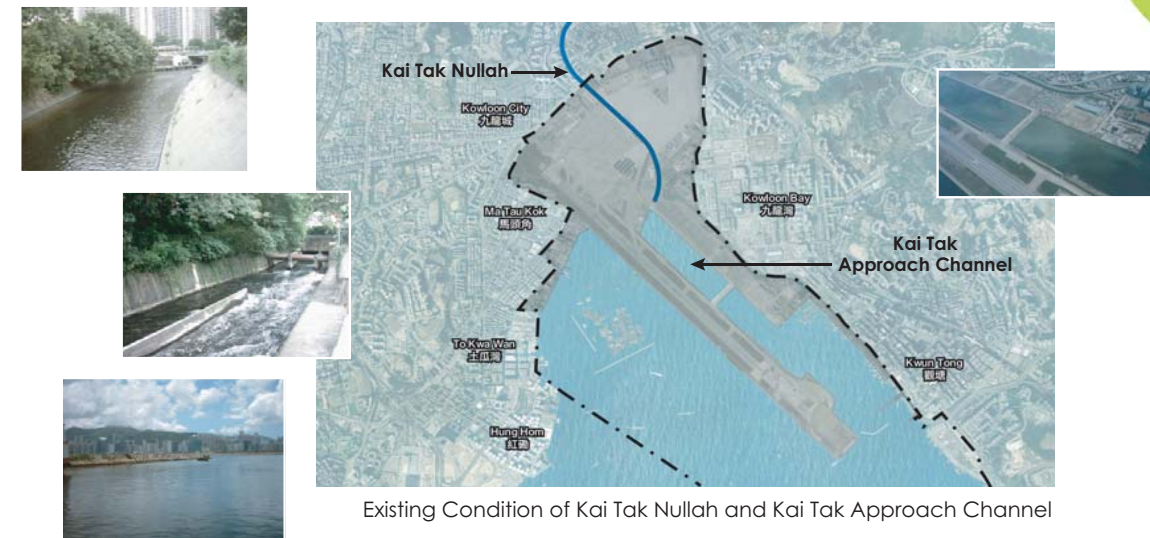 Kai Tak Nullah
Kowloon City
九龍城
Ma Tau Kok
馬頭角
Kowloon Bay
九龍灣
Kai Tak
Approach Channel
To Kwa Wan
土瓜灣
Kwun Tong
觀塘
Hung Hom
紅磡
Existing Condition of Kai Tak Nullah and Kai Tak Approach Channel